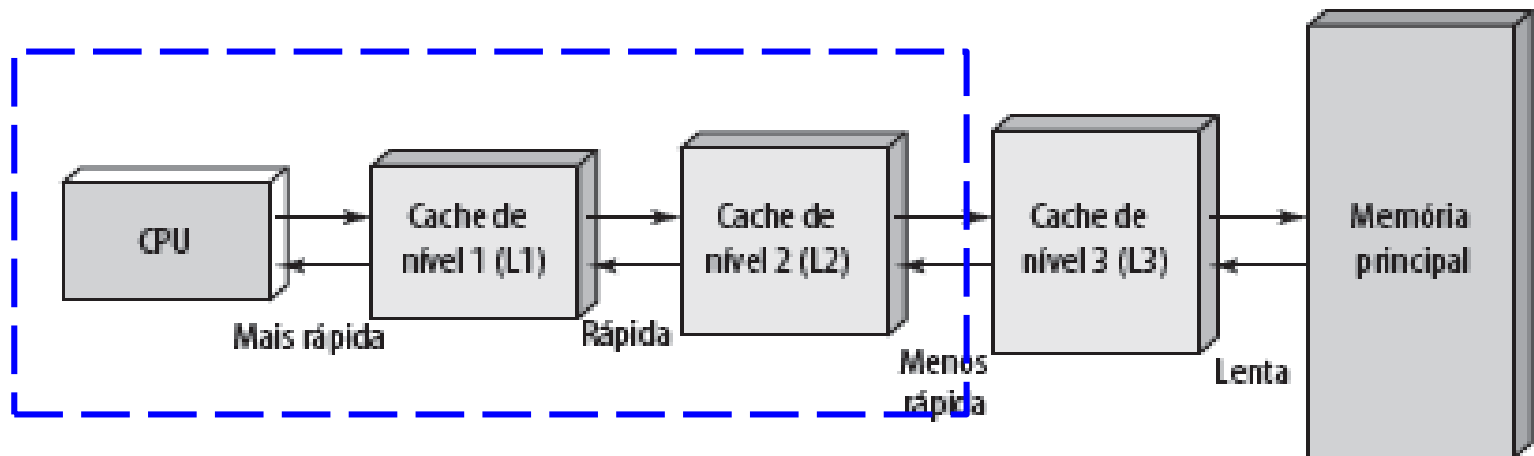 CPU
Cache de
nível 1 (L1)
Cache de
nível 2 (L2)
Cache de
nível 3 (L3)
Memória
principal
Mais rápida
Rápida
Menos
rápida
Lenta